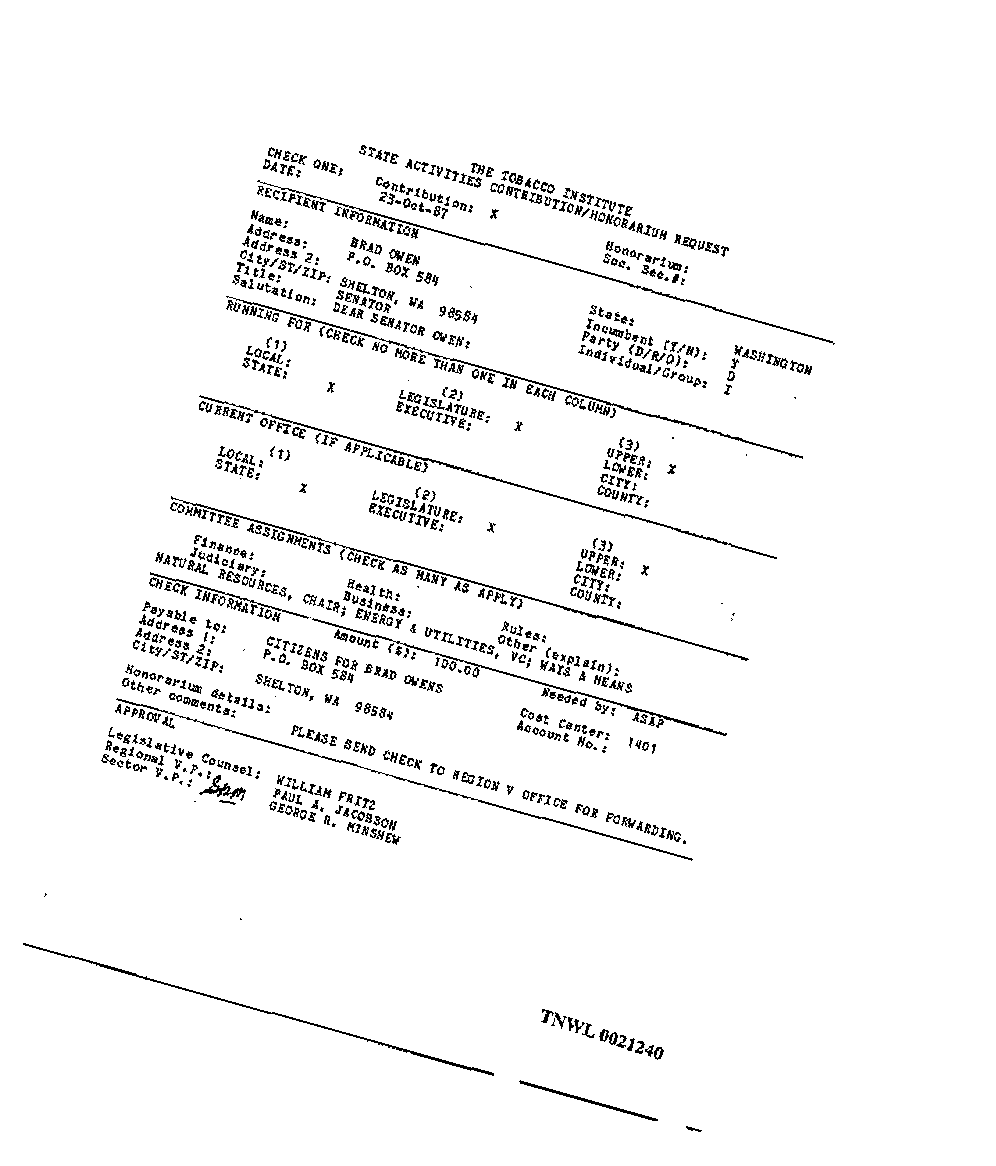 THE TOBACCO INSTITUTE
STATE ACTIVITIES CONTRIBUTION/HONORARIUM REQUEST
CHECK ONE: Contribution: X Honorarium:
DATE: 23-Oct-87 Soc. Sec.#:
RECIPIENT INFORMATION
Name: BRAD OWEN State: WASHINGTON
Address: P.O. BOX 584 Incumbent (Y/N): Y
Address 2: Party (D/R/O): D
City/ST/ZIP: SHELTON, WA 98584 Individual/Group: I
Title: SENATOR
Salutation: DEAR SENATOR OWEN:
RUNNING FOR (CHECK NO MORE THAN ONE IN EACH COLUMN)
(1) (2) (3)
LOCAL: LEGISLATURE: X UPPER: X
STATE: X EXECUTIVE: LOWER:
CITY:
COUNTY:
CURRENT OFFICE (IF APPLICABLE)
(1) (2) (3)
LOCAL: LEGISLATURE: X UPPER: X
STATE: X EXECUTIVE: LOWER:
CITY:
COUNTY:
COMMITTEE ASSIGNMENTS (CHECK AS MANY AS APPLY)
Finance: Health: Rules:
Judiciary: Business: Other (explain):
NATURAL RESOURCES, CHAIR; ENERGY & UTILITIES, VC; WAYS & MEANS
CHECK INFORMATION Amount ($): 100.00 Needed by: ASAP
Payable to: CITIZENS FOR BRAD OWENS Cost Center: 1401
Address 1: P.O. BOX 584 Account No.:
Address 2:
City/ST/ZIP: SHELTON, WA 98584
Honorarium details:
Other comments: PLEASE SEND CHECK TO REGION V OFFICE FOR FORWARDING.
APPROVAL
Legislative Counsel: WILLIAM FRITZ
Regional V.P.: PAUL A. JACOBSON
Sector V.P.: GEORGE R. MINSHEW
TNWL 0021240